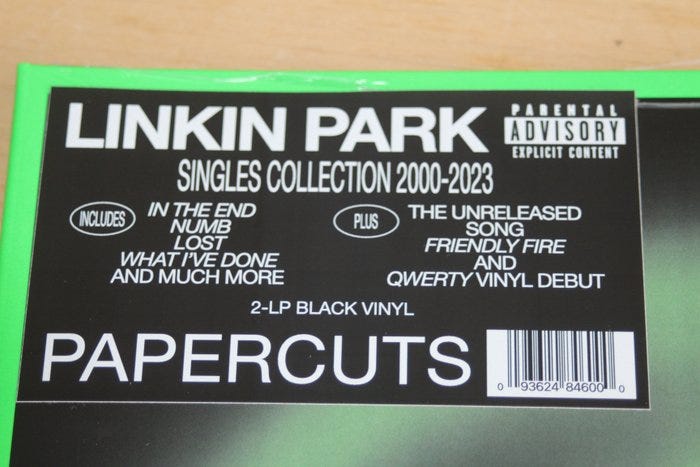 LINKIN PARK
PARENTAL
ADVISORY
EXPLICIT CONTENT
SINGLES COLLECTION 2000-2023
INCLUDES
IN THE END
NUMB
LOST
WHAT I'VE DONE
AND MUCH MORE
PLUS
THE UNRELEASED
SONG
FRIENDLY FIRE
AND
QWERTY VINYL DEBUT
2-LP BLACK VINYL
PAPERCUTS
0 93624 84600 0